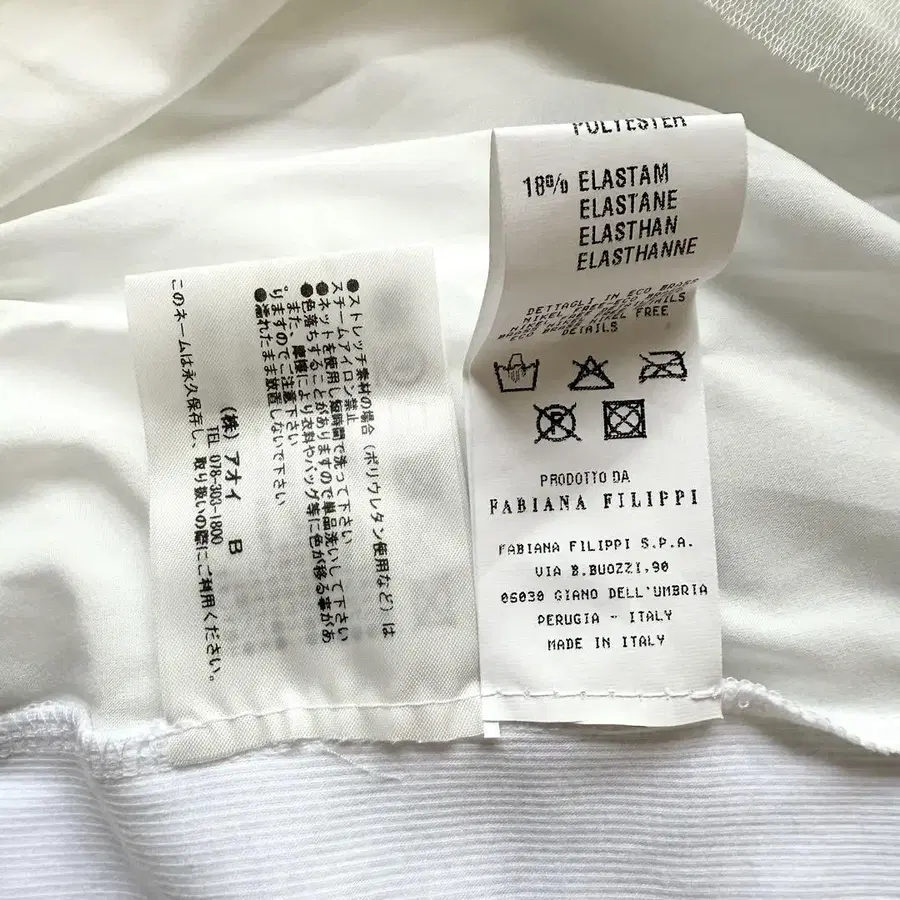 ●ストレッチ素材の場合(ポリウレタン使用など)は
スチームアイロン禁止
●ネットを使用し短時間で洗って下さい
●色落ちすることがありますので単品洗いして下さい
また、摩擦により衣料やバッグ等に色が移る事があ
りますのでご注意下さい
●濡れたまま放置しないで下さい
(株)アオイ B
TEL 078-303-1800
このネームは永久保存し、取り扱いの際にご利用ください。
POLYESTER
18% ELASTAM
ELASTANE
ELASTHAN
ELASTHANNE
DETTAGLI IN ECO BRASS
NIKEL FREE
DETAILS
P
PRODOTTO DA
FABIANA FILIPPI
FABIANA FILIPPI S.P.A.
VIA B.BUOZZI,90
06030 GIANO DELL'UMBRIA
PERUGIA - ITALY
MADE IN ITALY